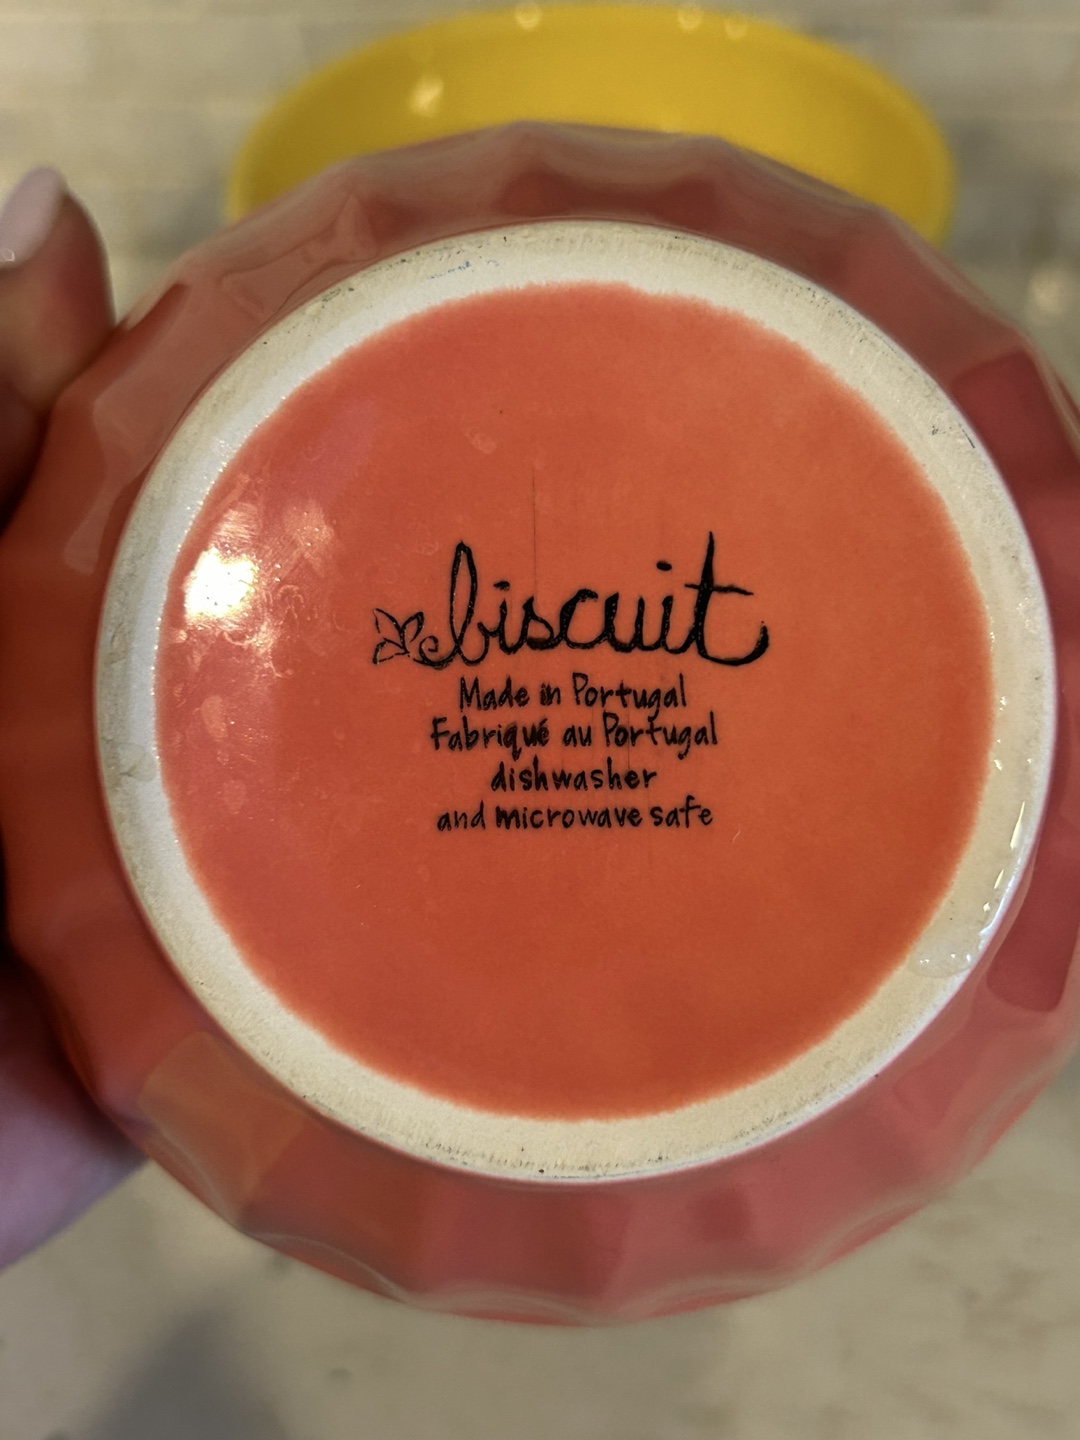 biscuit
Made in Portugal
Fabriqué au Portugal
dishwasher
and microwave safe